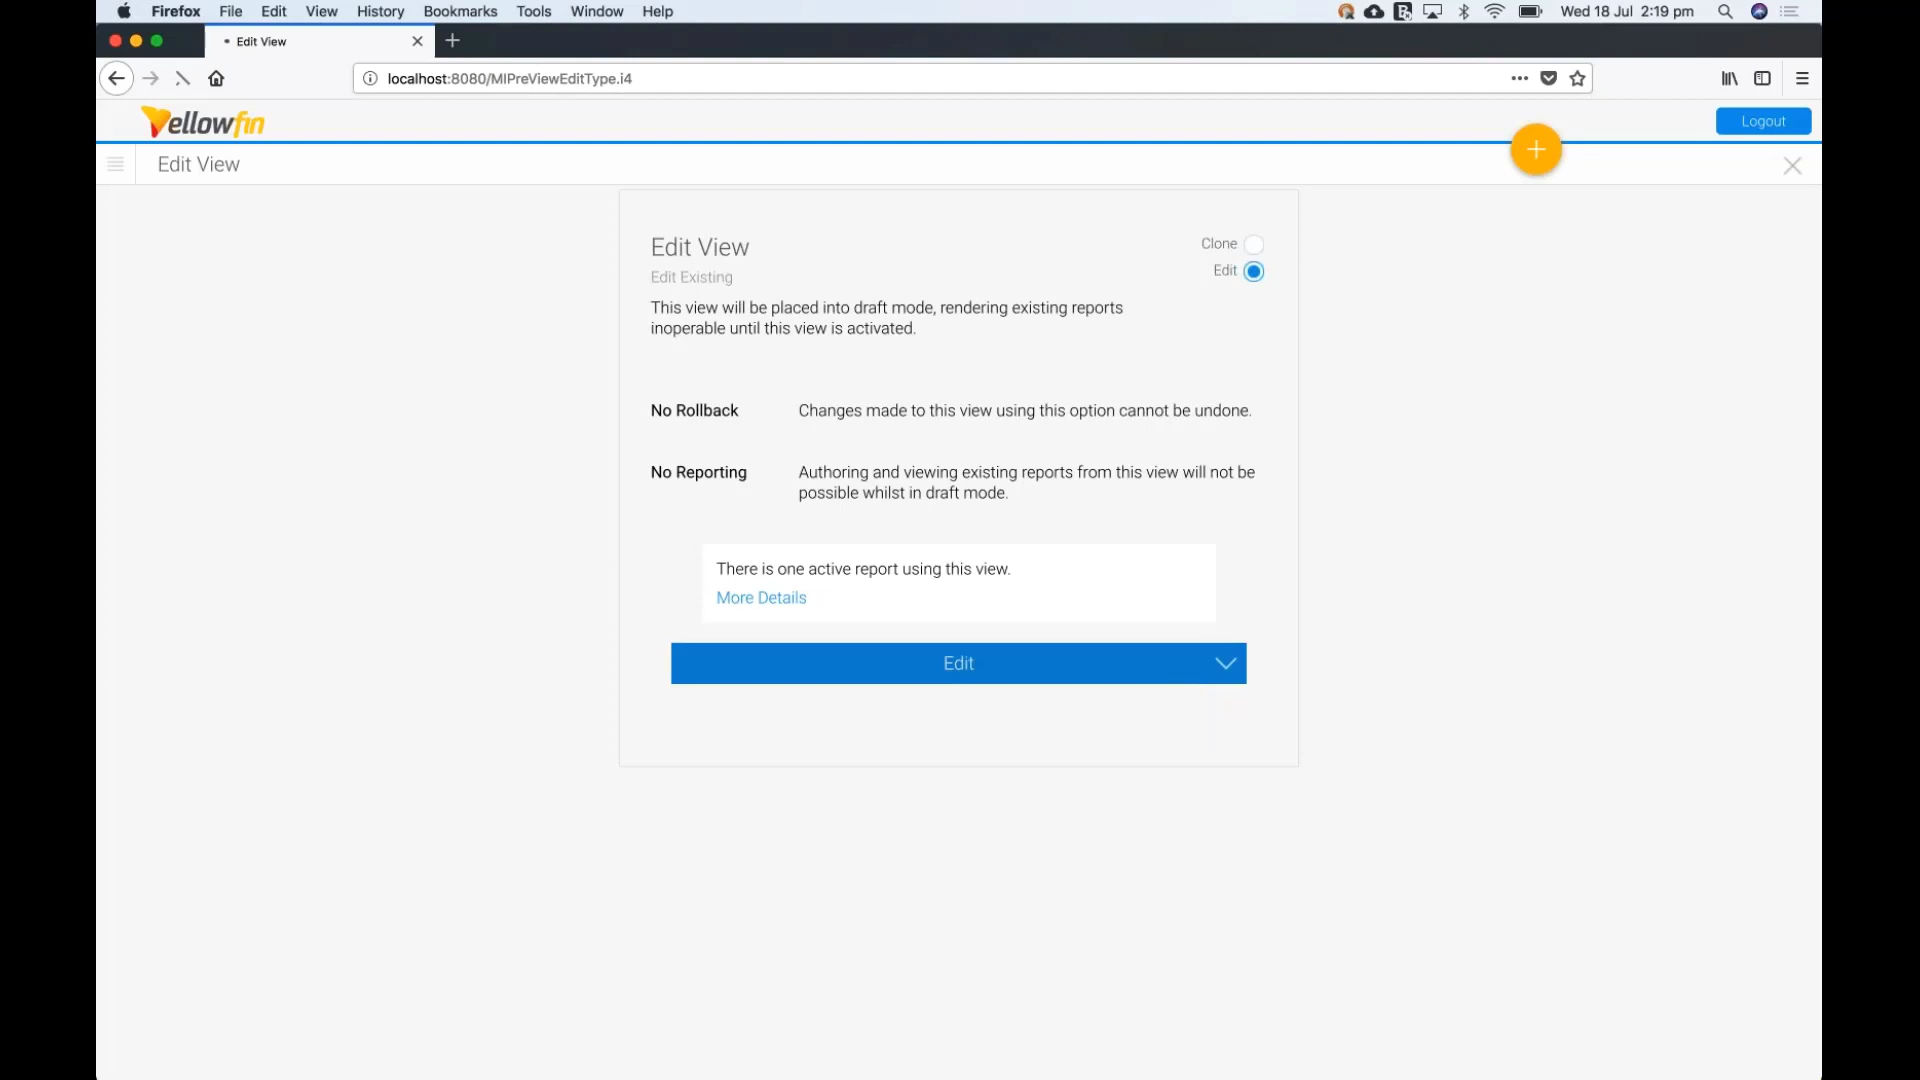 Firefox File Edit View History Bookmarks Tools Window Help Wed 18 Jul 2:19 pm
Edit View
localhost:8080/MIPreViewEditType.i4
Yellowfin
Logout
Edit View
Edit View
Clone
Edit
Edit Existing
This view will be placed into draft mode, rendering existing reports
inoperable until this view is activated.
No Rollback Changes made to this view using this option cannot be undone.
No Reporting Authoring and viewing existing reports from this view will not be
possible whilst in draft mode.
There is one active report using this view.
More Details
Edit